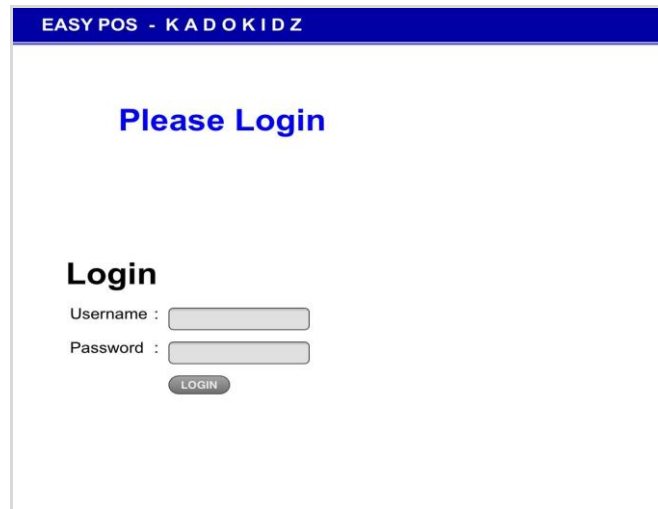 EASY POS - K A D O K I D Z
Please Login
Login
Username :
Password :
LOGIN